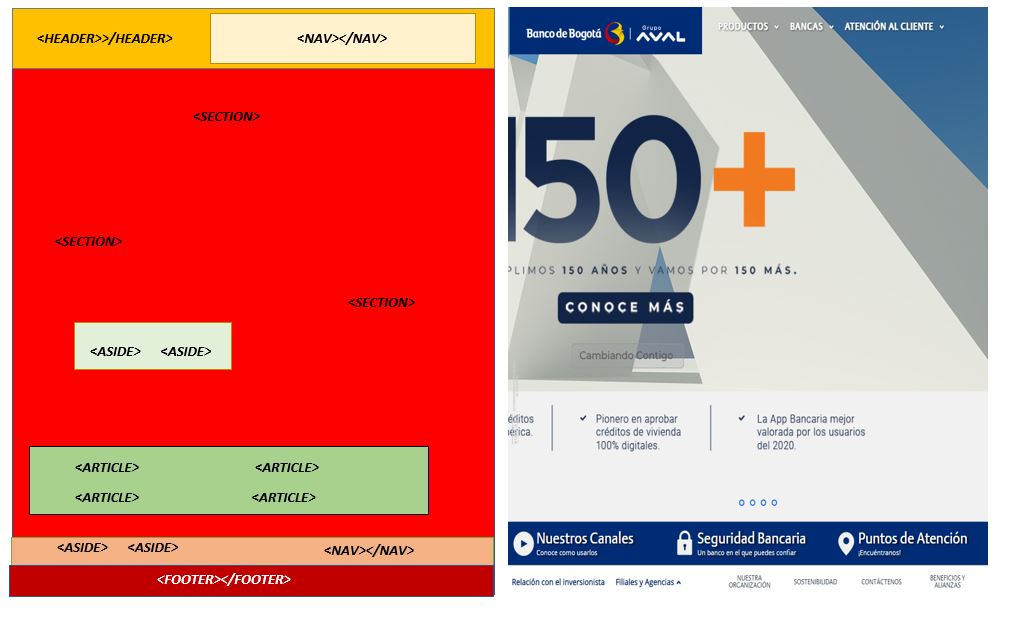 <HEADER>>/HEADER>
<NAV></NAV>
<SECTION>
<SECTION>
<SECTION>
<ASIDE> <ASIDE>
<ARTICLE> <ARTICLE>
<ARTICLE> <ARTICLE>
<ASIDE> <ASIDE>
<NAV></NAV>
<FOOTER></FOOTER>
Banco de Bogotá
Grupo
AVAL
PRODUCTOS BANCAS ATENCIÓN AL CLIENTE
150+
PLIMOS 150 AÑOS Y VAMOS POR 150 MÁS.
CONOCE MÁS
Cambiando Contigo
éditos
érica.
Pionero en aprobar
créditos de vivienda
100% digitales.
La App Bancaria mejor
valorada por los usuarios
del 2020.
Nuestros Canales
Conoce como usarlos
Seguridad Bancaria
Un banco en el que puedes confiar
Puntos de Atención
¡Encuéntranos!
Relación con el inversionista Filiales y Agencias
NUESTRA
ORGANIZACIÓN
SOSTENIBILIDAD
CONTÁCTENOS
BENEFICIOS Y
ALIANZAS